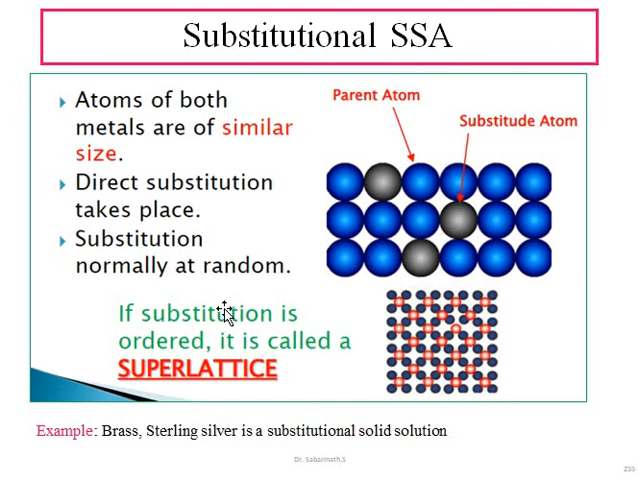 Substitutional SSA
Atoms of both
metals are of similar
size.
Direct substitution
takes place.
Substitution
normally at random.
Parent Atom
Substitude Atom
If substitution is
ordered, it is called a
SUPERLATTICE
Example: Brass, Sterling silver is a substitutional solid solution
Dr. Sabarinath.S
255